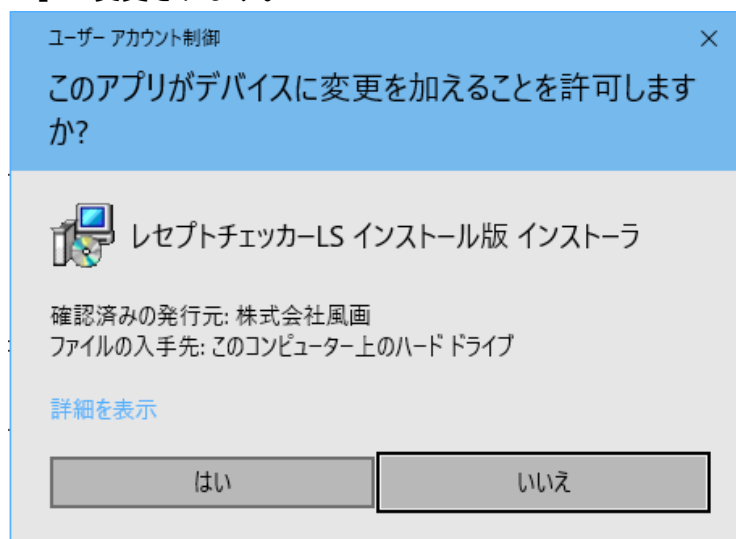 ユーザー アカウント制御
このアプリがデバイスに変更を加えることを許可します
か?
レセプトチェッカーLS インストール版 インストーラ
確認済みの発行元: 株式会社風画
ファイルの入手先: このコンピューター上のハード ドライブ
詳細を表示
はい
いいえ